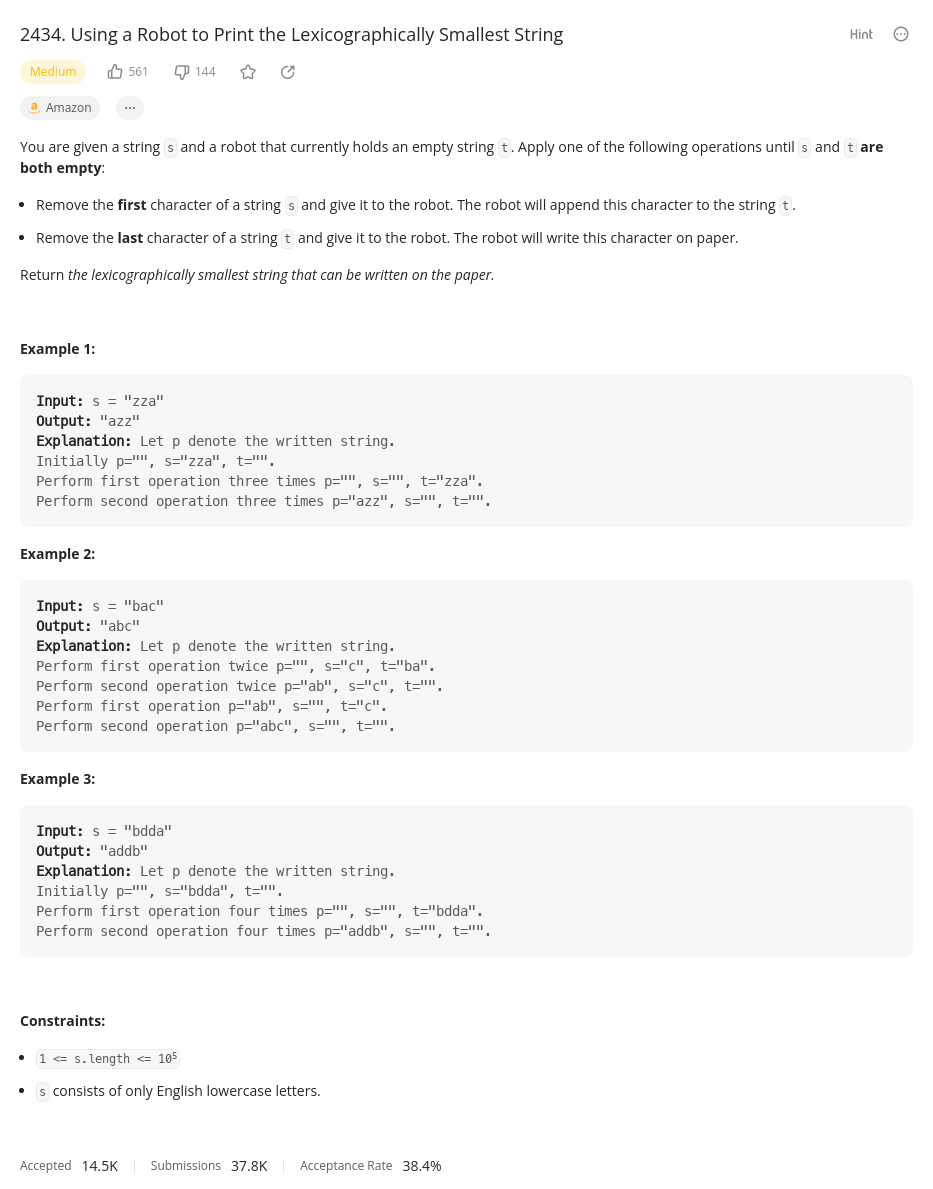 2434. Using a Robot to Print the Lexicographically Smallest String
Hint
Medium
561
144
a Amazon
...
You are given a string s and a robot that currently holds an empty string t. Apply one of the following operations until s and t are
both empty:
Remove the first character of a string s and give it to the robot. The robot will append this character to the string t.
Remove the last character of a string t and give it to the robot. The robot will write this character on paper.
Return the lexicographically smallest string that can be written on the paper.
Example 1:
Input: s = "zza"
Output: "azz"
Explanation: Let p denote the written string.
Initially p="", s="zza", t="".
Perform first operation three times p="", s="", t="zza".
Perform second operation three times p="azz", s="", t="".
Example 2:
Input: s = "bac"
Output: "abc"
Explanation: Let p denote the written string.
Perform first operation twice p="", s="c", t="ba".
Perform second operation twice p="ab", s="c", t="".
Perform first operation p="ab", s="", t="c".
Perform second operation p="abc", s="", t="".
Example 3:
Input: s = "bdda"
Output: "addb"
Explanation: Let p denote the written string.
Initially p="", s="bdda", t="".
Perform first operation four times p="", s="", t="bdda".
Perform second operation four times p="addb", s="", t="".
Constraints:
1 <= s.length <= 10⁵
s consists of only English lowercase letters.
Accepted 14.5K Submissions 37.8K Acceptance Rate 38.4%